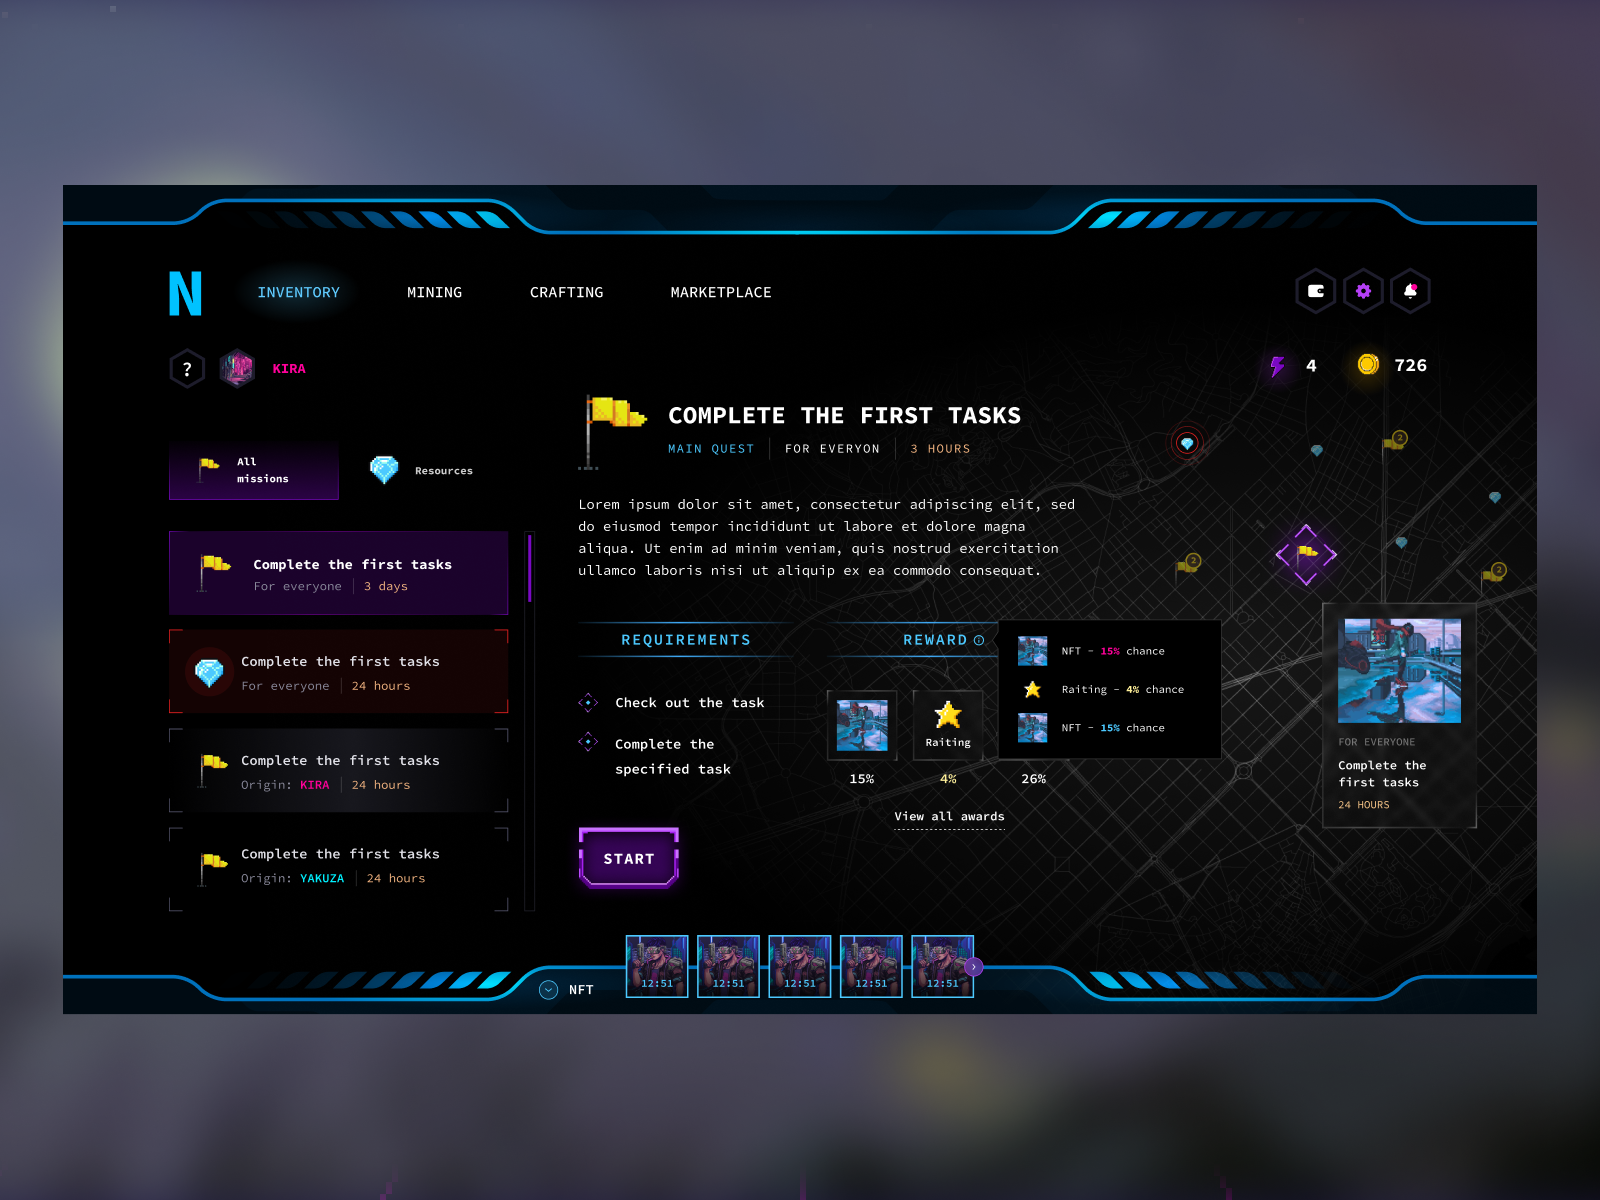 N
INVENTORY
MINING
CRAFTING
MARKETPLACE
?
KIRA
4
726
All
missions
Resources
Complete the first tasks
For everyone
3 days
Complete the first tasks
For everyone
24 hours
Complete the first tasks
Origin: KIRA
24 hours
Complete the first tasks
Origin: YAKUZA
24 hours
COMPLETE THE FIRST TASKS
MAIN QUEST
FOR EVERYON
3 HOURS
Lorem ipsum dolor sit amet, consectetur adipiscing elit, sed
do eiusmod tempor incididunt ut labore et dolore magna
aliqua. Ut enim ad minim veniam, quis nostrud exercitation
ullamco laboris nisi ut aliquip ex ea commodo consequat.
REQUIREMENTS
Check out the task
Complete the
specified task
REWARD
Raiting
15%
4%
26%
View all awards
NFT - 15% chance
Raiting - 4% chance
NFT - 15% chance
START
2
2
2
FOR EVERYONE
Complete the
first tasks
24 HOURS
NFT
12:51
12:51
12:51
12:51
12:51